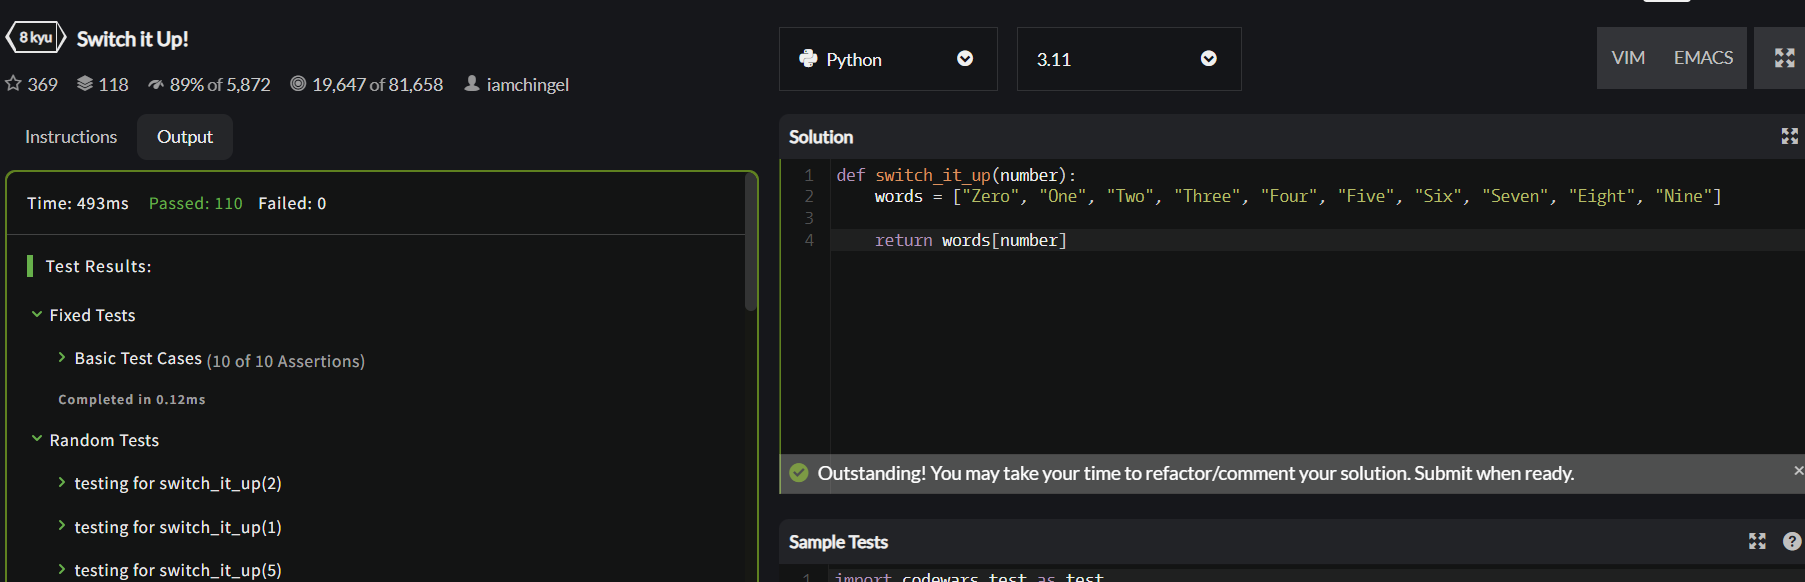 8 kyu Switch it Up!
369 118 89% of 5,872 19,647 of 81,658 iamchingel
Instructions Output
Time: 493ms Passed: 110 Failed: 0
Test Results:
Fixed Tests
Basic Test Cases (10 of 10 Assertions)
Completed in 0.12ms
Random Tests
testing for switch_it_up(2)
testing for switch_it_up(1)
testing for switch_it_up(5)
Python 3.11 VIM EMACS
Solution
1 def switch_it_up(number):
2 words = ["Zero", "One", "Two", "Three", "Four", "Five", "Six", "Seven", "Eight", "Nine"]
3
4 return words[number]
Outstanding! You may take your time to refactor/comment your solution. Submit when ready. ×
Sample Tests ?
1 import codewars_test as test